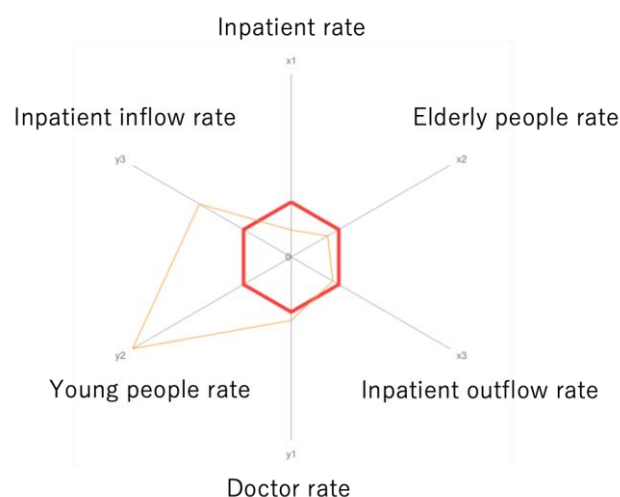 Inpatient rate
x1
Inpatient inflow rate
Elderly people rate
y3
x2
0
y2
x3
Young people rate
Inpatient outflow rate
y1
Doctor rate